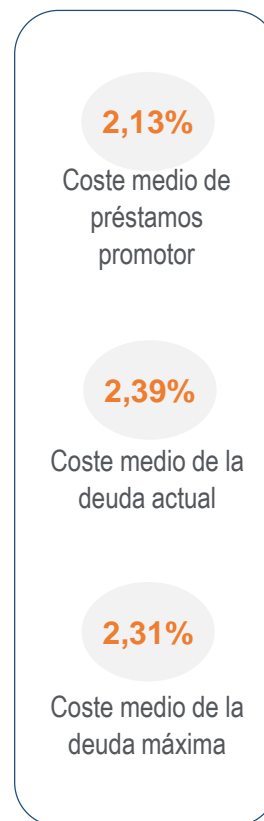 2,13%
Coste medio de
préstamos
promotor
2,39%
Coste medio de la
deuda actual
2,31%
Coste medio de la
deuda máxima